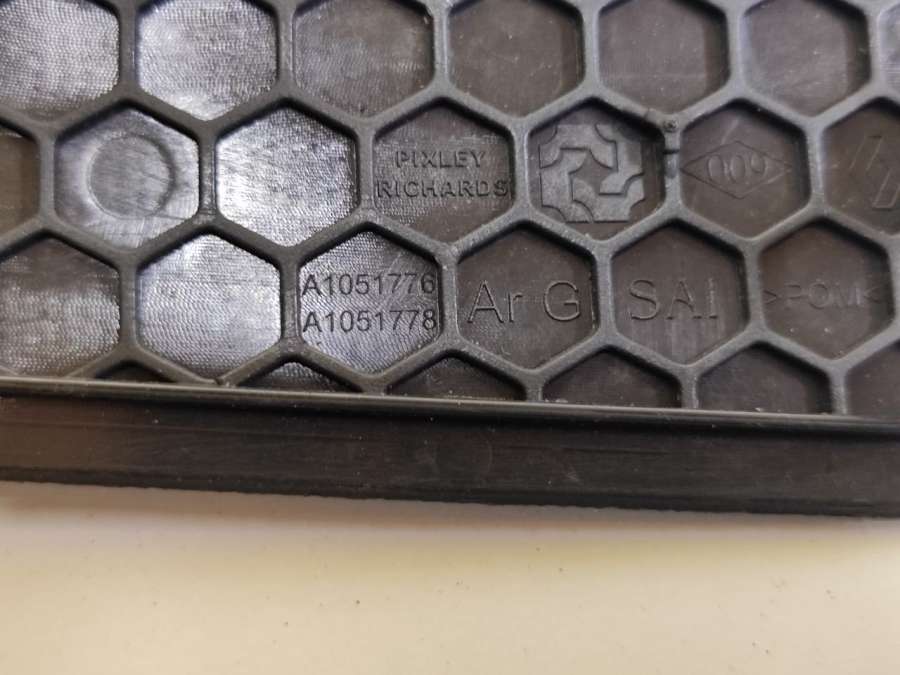 PIXLEY
RICHARDS
009
A1051776
A1051778
Ar G
SAI
>POM<